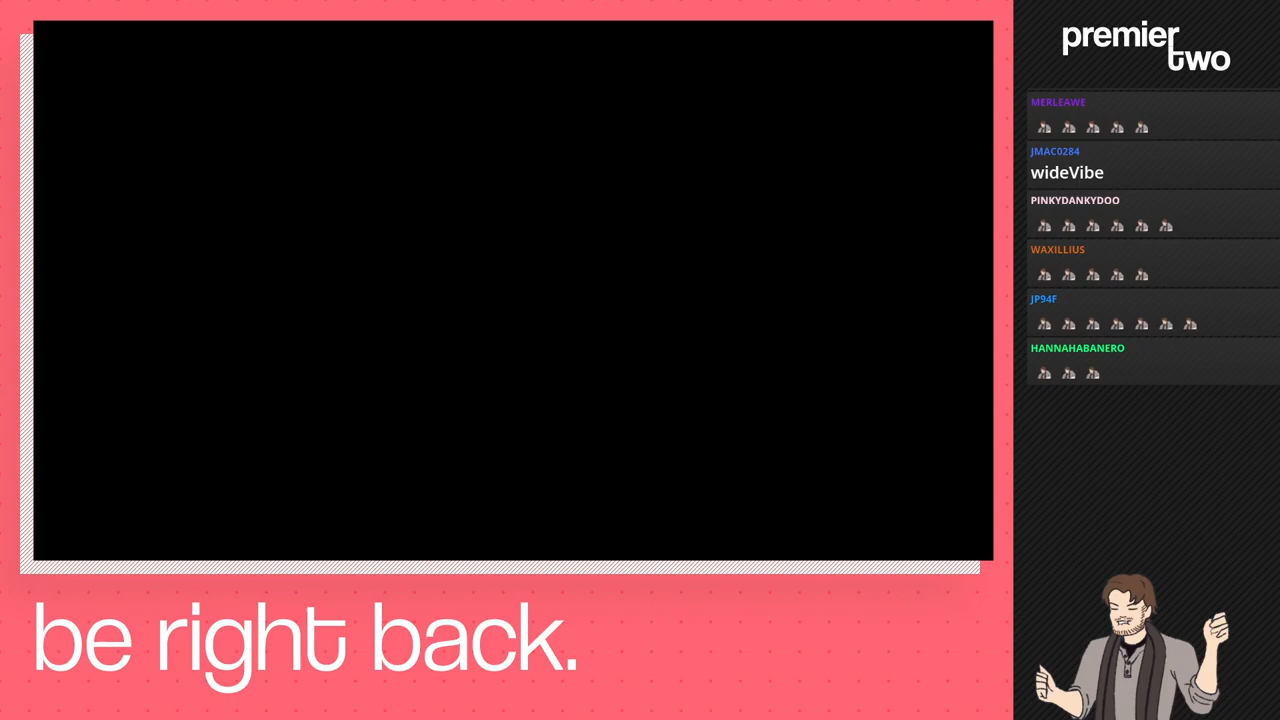 premier
two
MERLEAWE
JMAC0284
wideVibe
PINKYDANKYDOO
WAXILLIUS
JP94F
HANNAHABANERO
be right back.